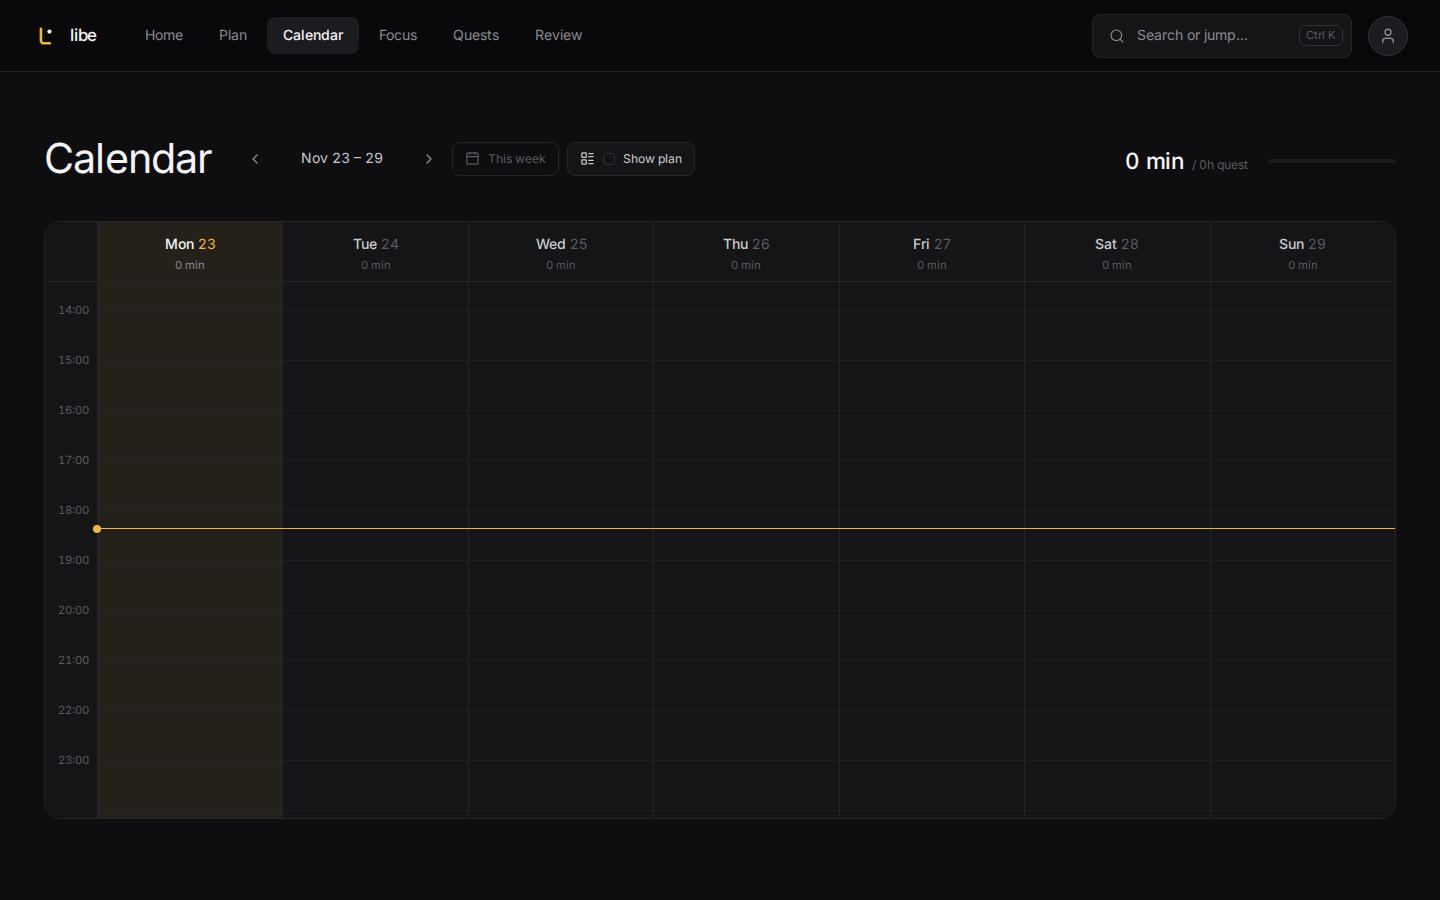 libe
Home
Plan
Calendar
Focus
Quests
Review
Search or jump...
Ctrl K
Calendar
Nov 23 – 29
This week
Show plan
0 min / 0h quest
Mon 23
0 min
Tue 24
0 min
Wed 25
0 min
Thu 26
0 min
Fri 27
0 min
Sat 28
0 min
Sun 29
0 min
14:00
15:00
16:00
17:00
18:00
19:00
20:00
21:00
22:00
23:00